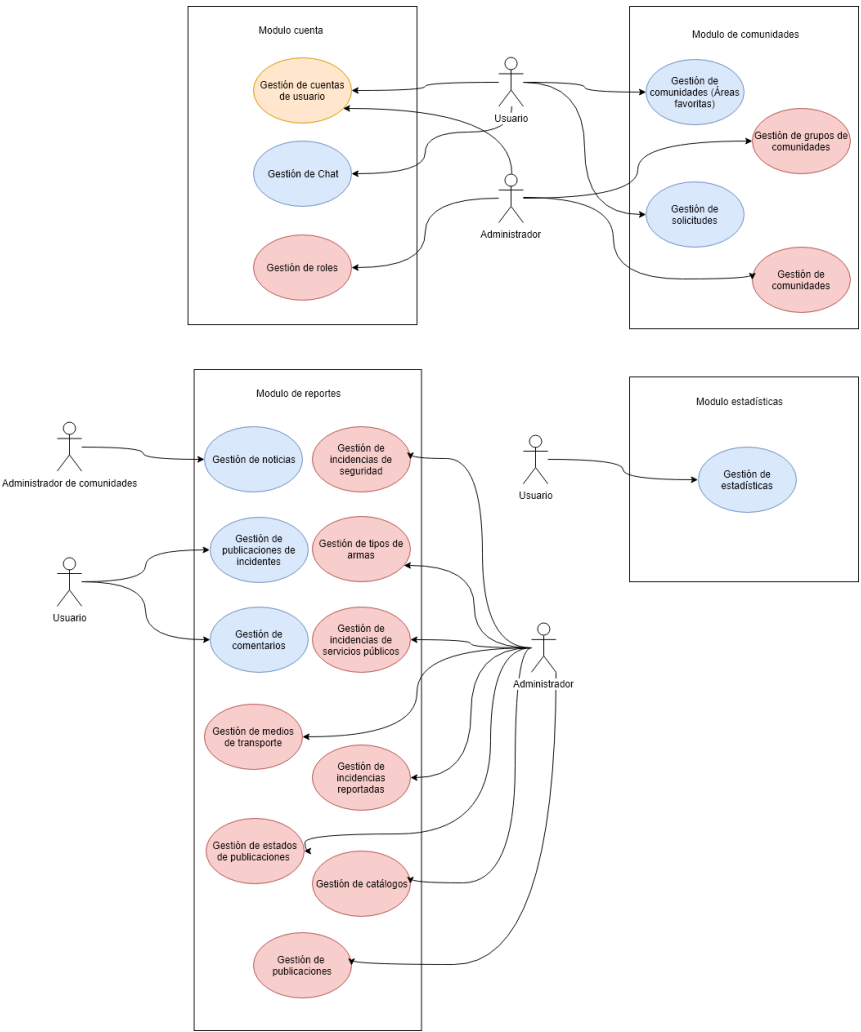 Modulo cuenta
Gestión de cuentas
de usuario
Gestión de Chat
Gestión de roles
Usuario
Administrador
Modulo de comunidades
Gestión de
comunidades (Áreas
favoritas)
Gestión de grupos de
comunidades
Gestión de
solicitudes
Gestión de
comunidades
Modulo de reportes
Administrador de comunidades
Usuario
Gestión de noticias
Gestión de
incidencias de
seguridad
Gestión de
publicaciones de
incidentes
Gestión de tipos de
armas
Gestión de
comentarios
Gestión de
incidencias de
servicios públicos
Gestión de medios
de transporte
Gestión de
incidencias
reportadas
Gestión de estados
de publicaciones
Gestión de catálogos
Gestión de
publicaciones
Administrador
Modulo estadísticas
Usuario
Gestión de
estadísticas